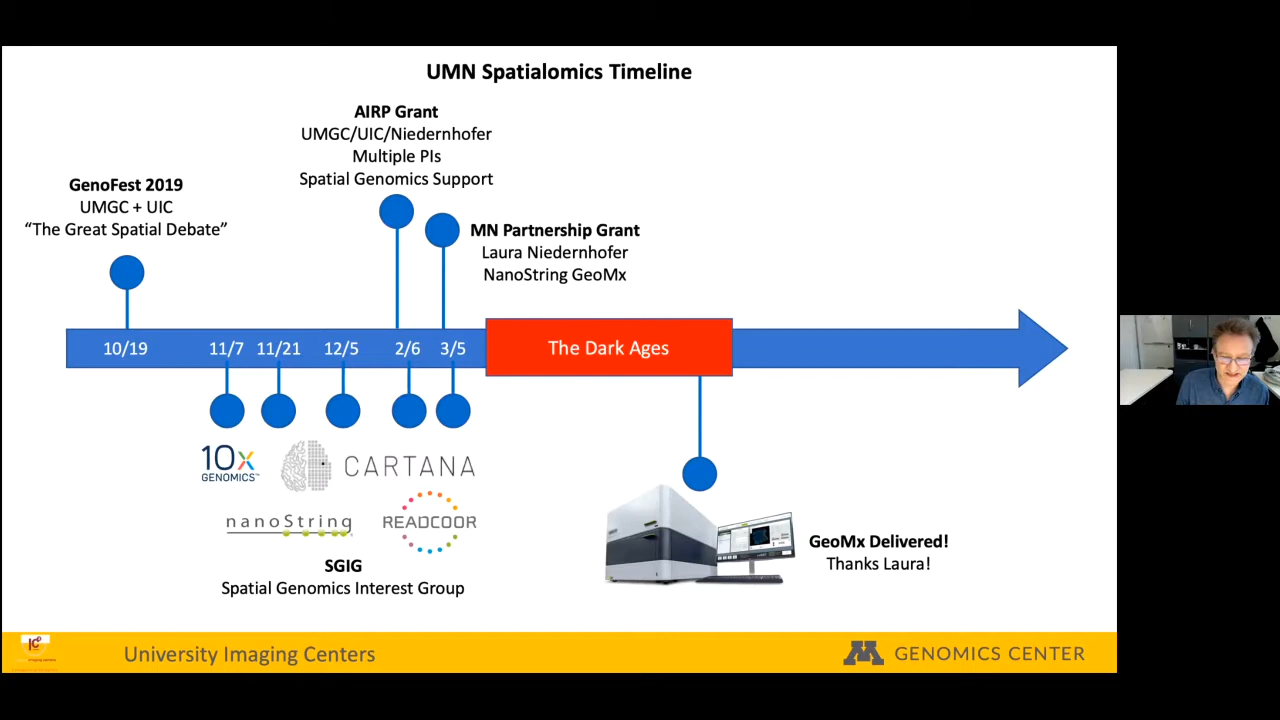 UMN Spatialomics Timeline
AIRP Grant
UMGC/UIC/Niedernhofer
Multiple PIs
Spatial Genomics Support
GenoFest 2019
UMGC + UIC
“The Great Spatial Debate”
MN Partnership Grant
Laura Niedernhofer
NanoString GeoMx
10/19
11/7
11/21
12/5
2/6
3/5
The Dark Ages
10x
GENOMICS™
CARTANA
nanoString
READCOOR
SGIG
Spatial Genomics Interest Group
GeoMx Delivered!
Thanks Laura!
University Imaging Centers
GENOMICS CENTER